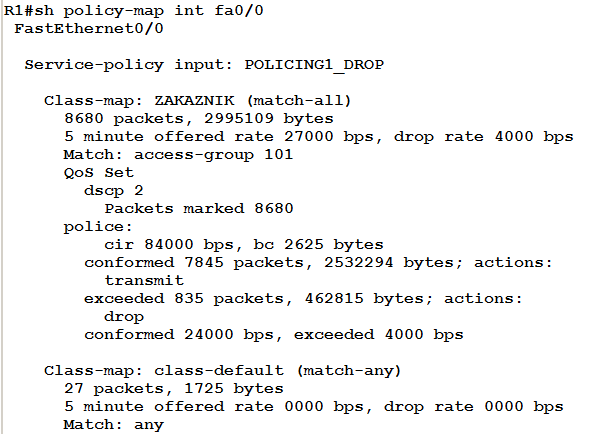 R1#sh policy-map int fa0/0
FastEthernet0/0
Service-policy input: POLICING1_DROP
Class-map: ZAKAZNIK (match-all)
8680 packets, 2995109 bytes
5 minute offered rate 27000 bps, drop rate 4000 bps
Match: access-group 101
QoS Set
dscp 2
Packets marked 8680
police:
cir 84000 bps, bc 2625 bytes
conformed 7845 packets, 2532294 bytes; actions:
transmit
exceeded 835 packets, 462815 bytes; actions:
drop
conformed 24000 bps, exceeded 4000 bps
Class-map: class-default (match-any)
27 packets, 1725 bytes
5 minute offered rate 0000 bps, drop rate 0000 bps
Match: any